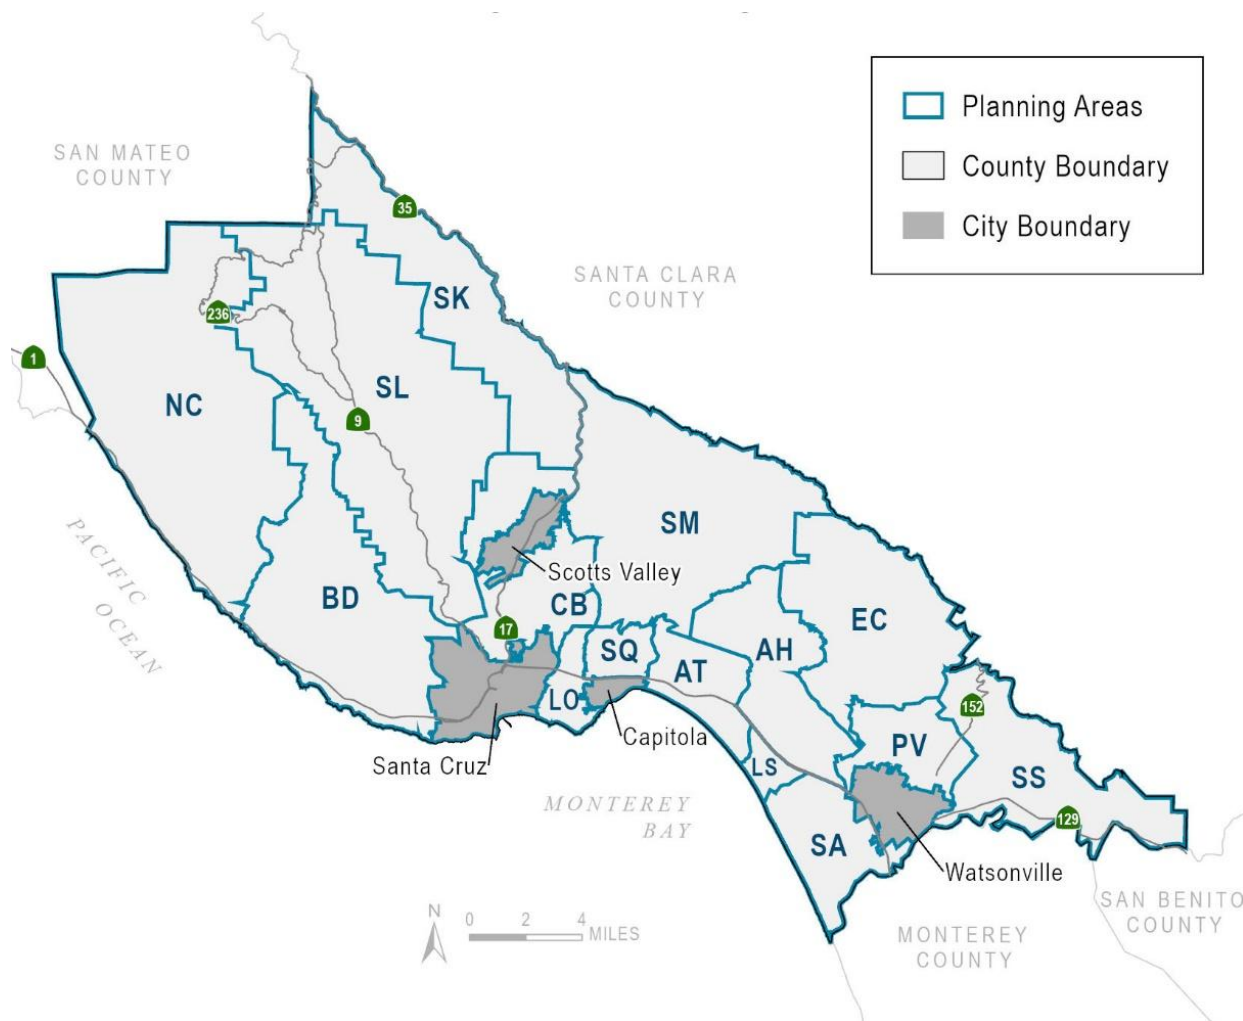 Planning Areas
County Boundary
City Boundary
SAN MATEO
COUNTY
35
SANTA CLARA
COUNTY
SK
236
1
SL
NC
9
SM
PACIFIC
OCEAN
Scotts Valley
BD
CB
EC
17
SQ
AH
AT
LO
152
Capitola
PV
Santa Cruz
LS
SS
MONTEREY
BAY
129
SA
Watsonville
SAN BENITO
COUNTY
N
0 2 4
MILES
MONTEREY
COUNTY